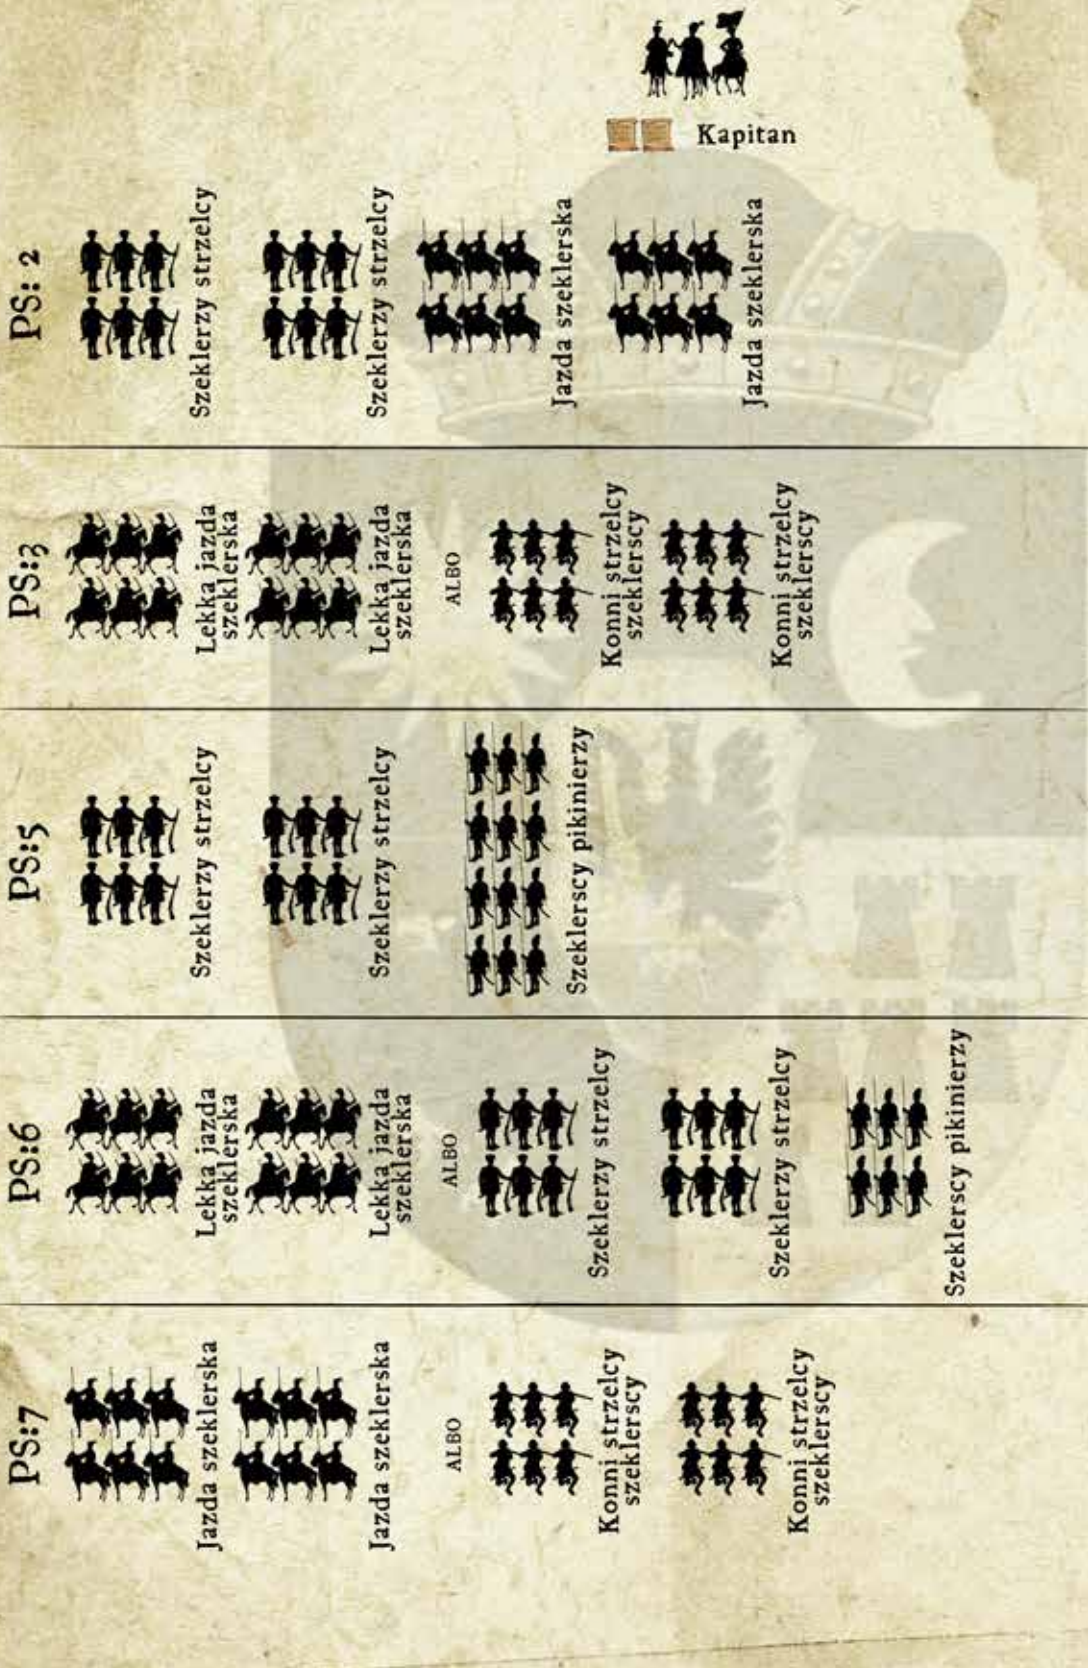 PS:7
Jazda szeklerska
Jazda szeklerska
ALBO
Konni strzelcy
szeklerscy
Konni strzelcy
szeklerscy
PS:6
Lekka jazda
szeklerska
Lekka jazda
szeklerska
ALBO
Szeklerzy strzelcy
Szeklerzy strzelcy
Szeklerscy pikinierzy
PS:5
Szeklerzy strzelcy
Szeklerzy strzelcy
Szeklerscy pikinierzy
PS:3
Lekka jazda
szeklerska
Lekka jazda
szeklerska
ALBO
Konni strzelcy
szeklerscy
Konni strzelcy
szeklerscy
PS: 2
Szeklerzy strzelcy
Szeklerzy strzelcy
Jazda szeklerska
Jazda szeklerska
Kapitan